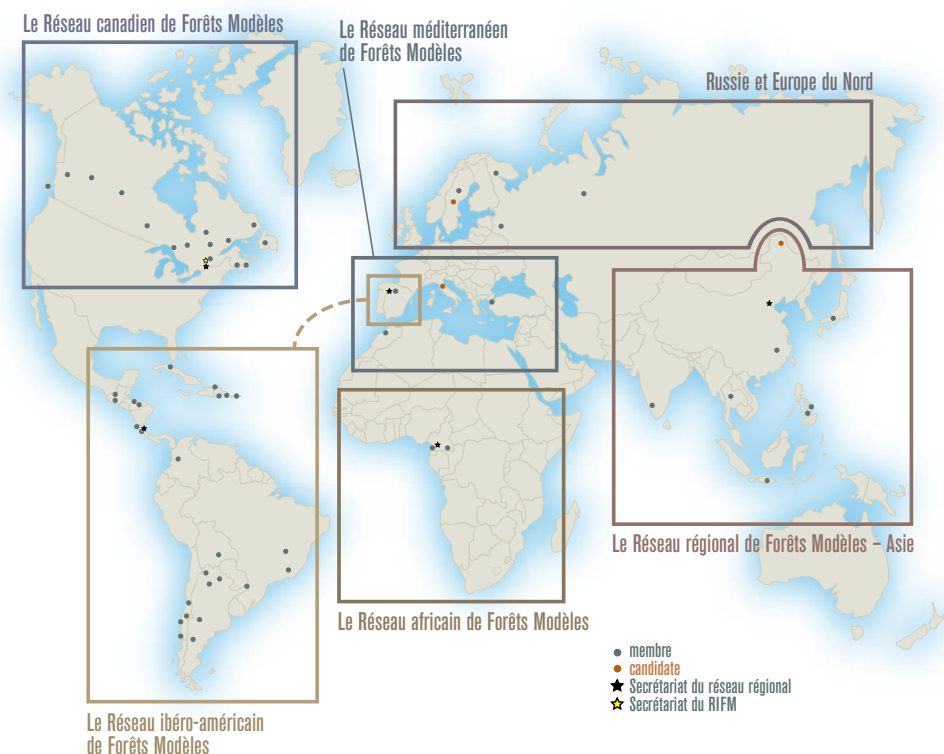 Le Réseau canadien de Forêts Modèles
Le Réseau méditerranéen
de Forêts Modèles
Russie et Europe du Nord
Le Réseau régional de Forêts Modèles – Asie
Le Réseau africain de Forêts Modèles
membre
candidate
Secrétariat du réseau régional
Secrétariat du RIFM
Le Réseau ibéro-américain
de Forêts Modèles